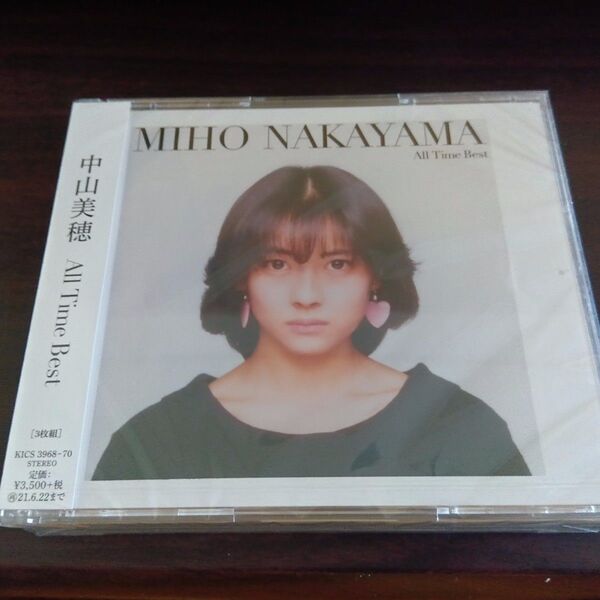 MIHO NAKAYAMA
All Time Best
中山美穂 All Time Best
[3枚組]
KICS 3968-70
STEREO
定価:
¥3,500+税
㋙21.6.22まで